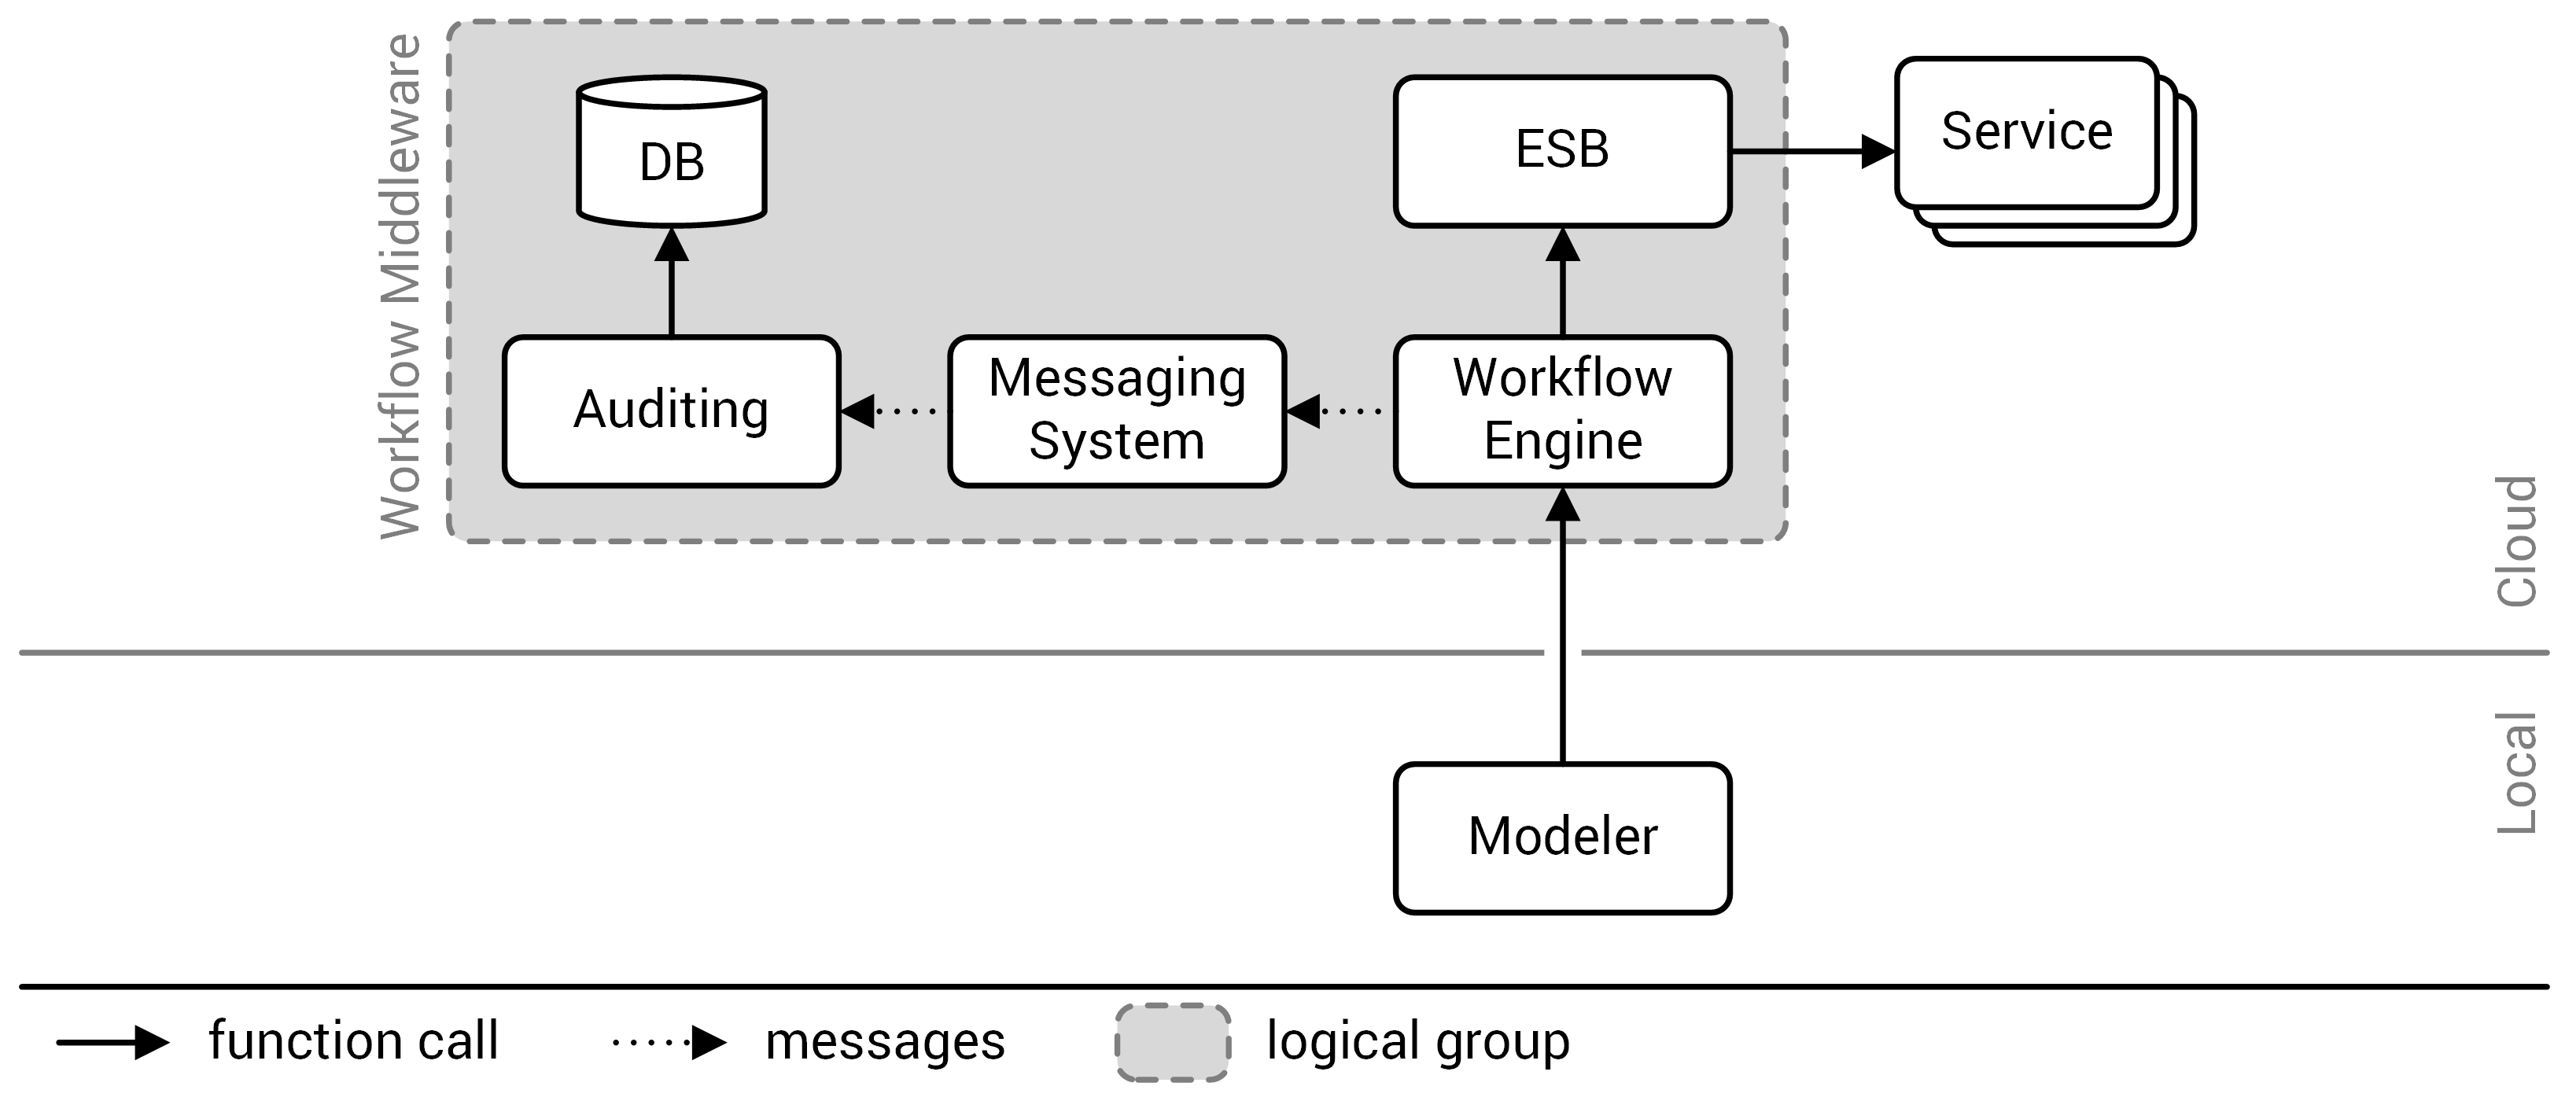 Workflow Middleware
DB
ESB
Service
Auditing
Messaging
System
Workflow
Engine
Cloud
Local
Modeler
function call
messages
logical group